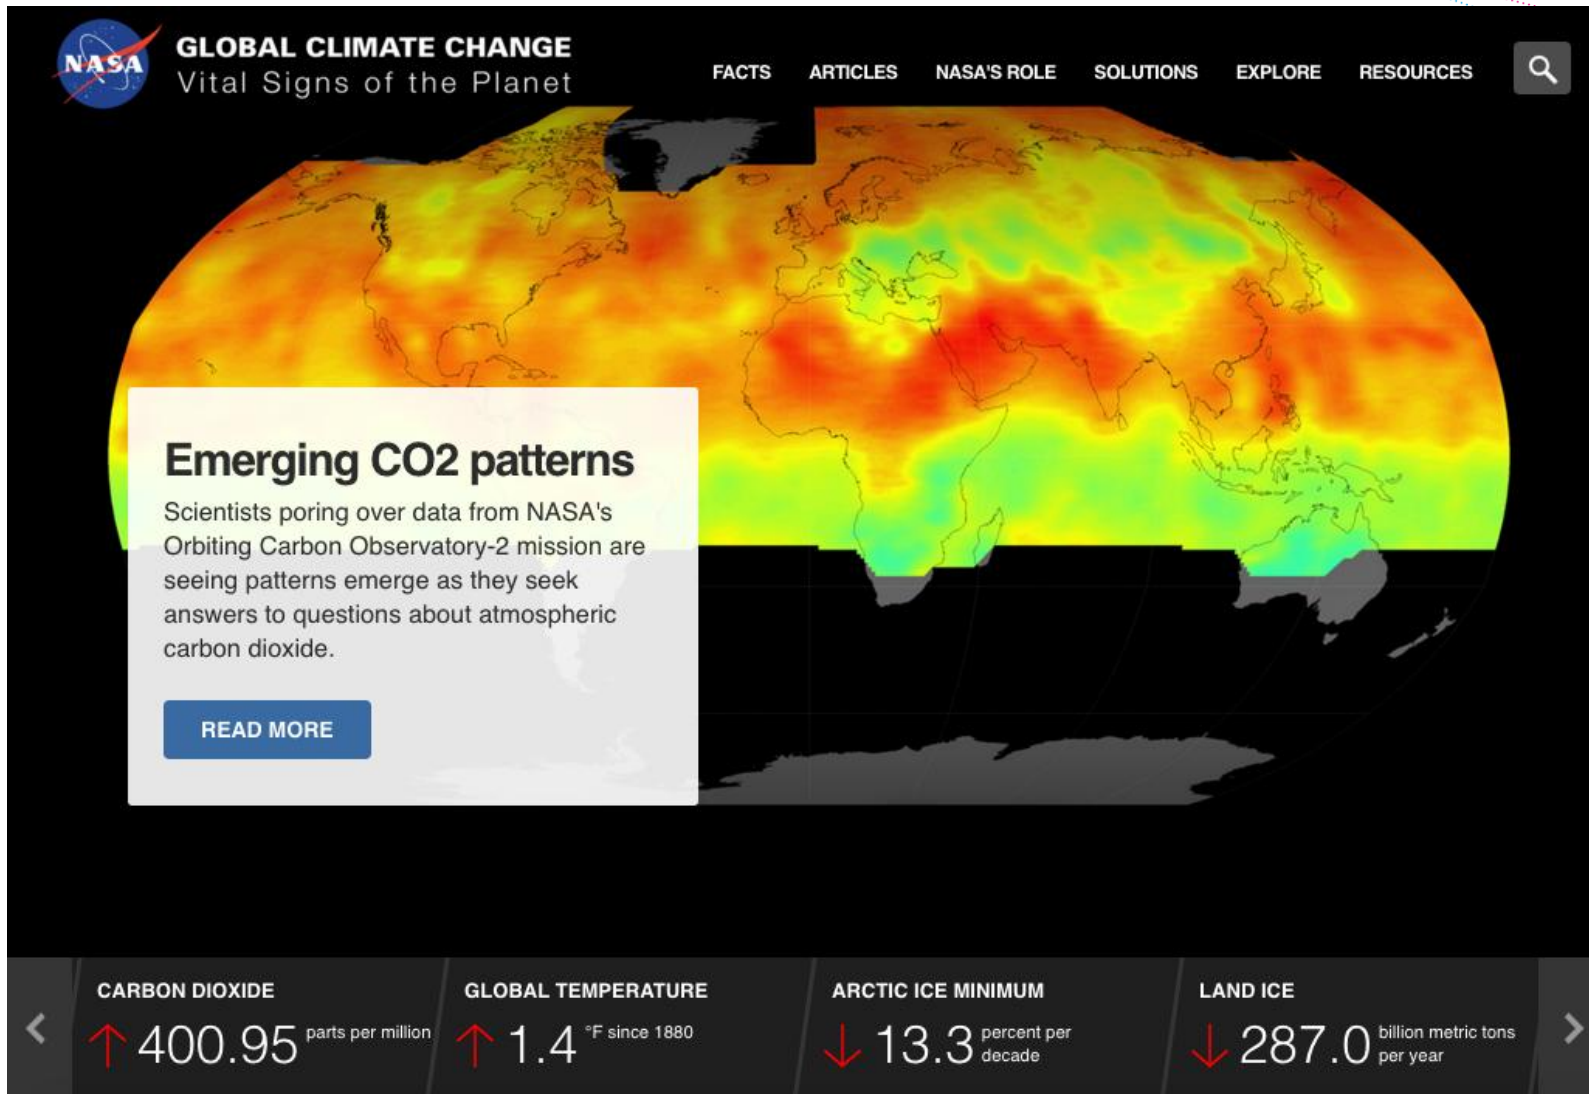 NASA
GLOBAL CLIMATE CHANGE
Vital Signs of the Planet
FACTS ARTICLES NASA'S ROLE SOLUTIONS EXPLORE RESOURCES
Emerging CO2 patterns
Scientists poring over data from NASA's
Orbiting Carbon Observatory-2 mission are
seeing patterns emerge as they seek
answers to questions about atmospheric
carbon dioxide.
READ MORE
CARBON DIOXIDE
400.95 parts per million
GLOBAL TEMPERATURE
1.4 °F since 1880
ARCTIC ICE MINIMUM
13.3 percent per
decade
LAND ICE
287.0 billion metric tons
per year